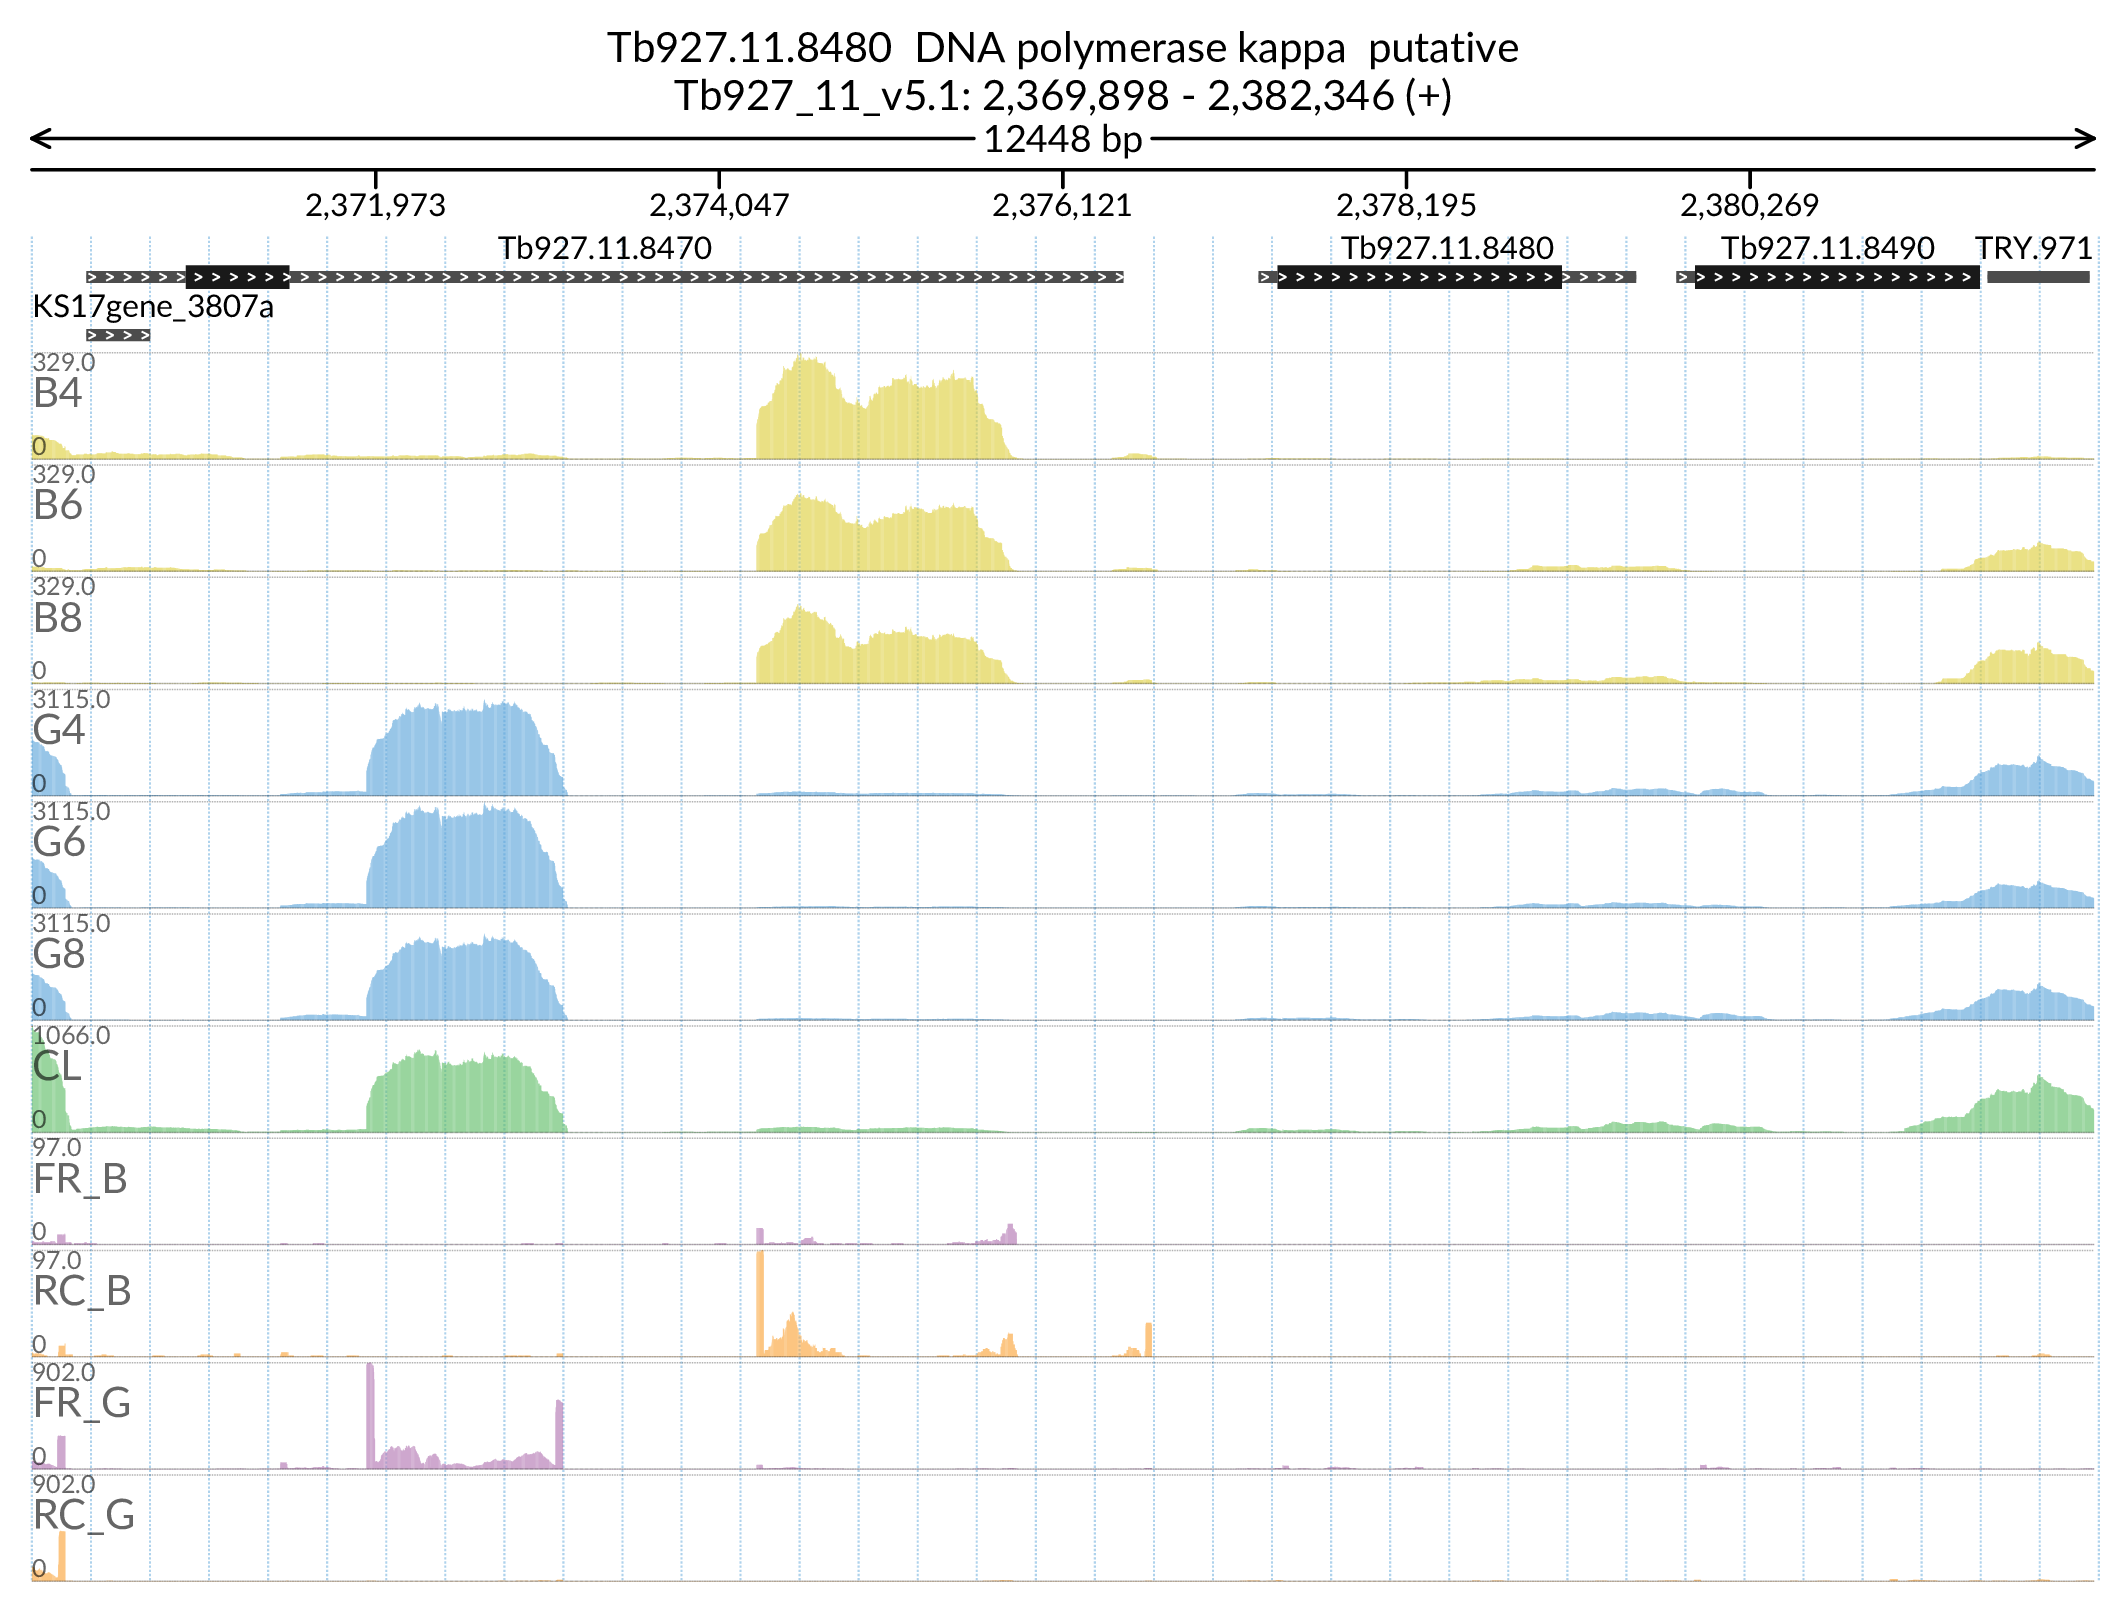 Tb927.11.8480 DNA polymerase kappa putative
Tb927_11_v5.1: 2,369,898 - 2,382,346 (+)
12448 bp
2,371,973 2,374,047 2,376,121 2,378,195 2,380,269
Tb927.11.8470 Tb927.11.8480 Tb927.11.8490 TRY.971
KS17gene_3807a
329.0
B4
0
329.0
B6
0
329.0
B8
0
3115.0
G4
0
3115.0
G6
0
3115.0
G8
0
1066.0
CL
0
97.0
FR_B
0
97.0
RC_B
0
902.0
FR_G
0
902.0
RC_G
0